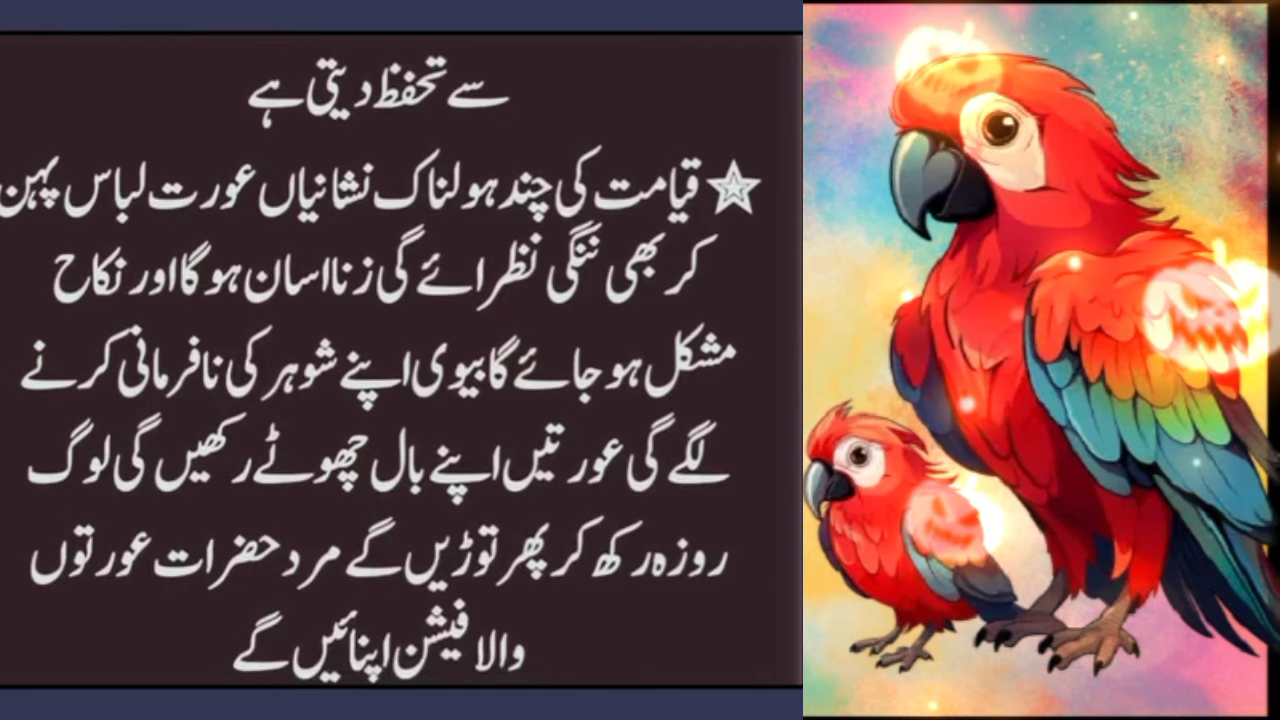 سے تحفظ دیتی ہے
قیامت کی چند ہولناک نشانیاں عورت لباس پہن
کر بھی ننگی نظر ائے گی زنا اسان ہو گا اور نکاح
مشکل ہو جائے گا بیوی اپنے شوہر کی نافرمانی کرنے
لگے گی عورتیں اپنے بال چھوٹے رکھیں گی لوگ
روزہ رکھ کر پھر توڑیں گے مرد حضرات عورتوں
والا فیشن اپنائیں گے